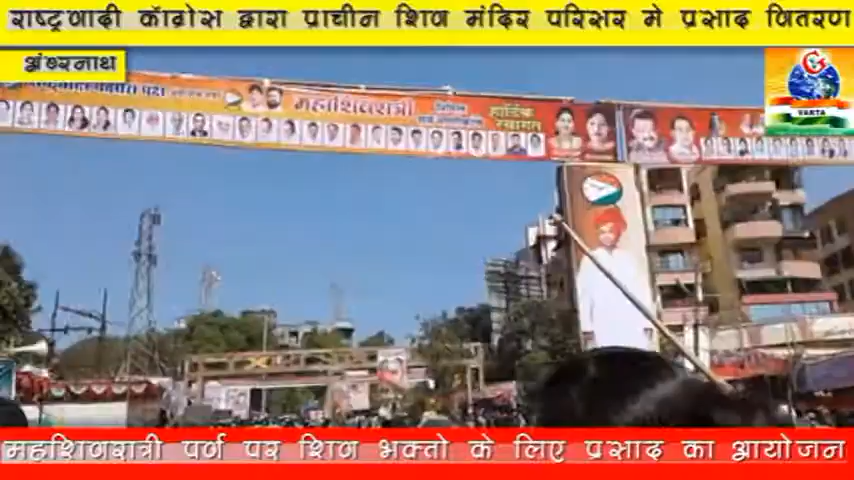 राष्ट्रवादी काँग्रेस द्वारा प्राचीन शिव मंदिर परिसर मे प्रसाद वितरण
अंबरनाथ
महाशिवरात्री
हार्दिक
स्वागत
G
VARTA
महाशिवरात्री पर्व पर शिव भक्तो के लिए प्रसाद का आयोजन